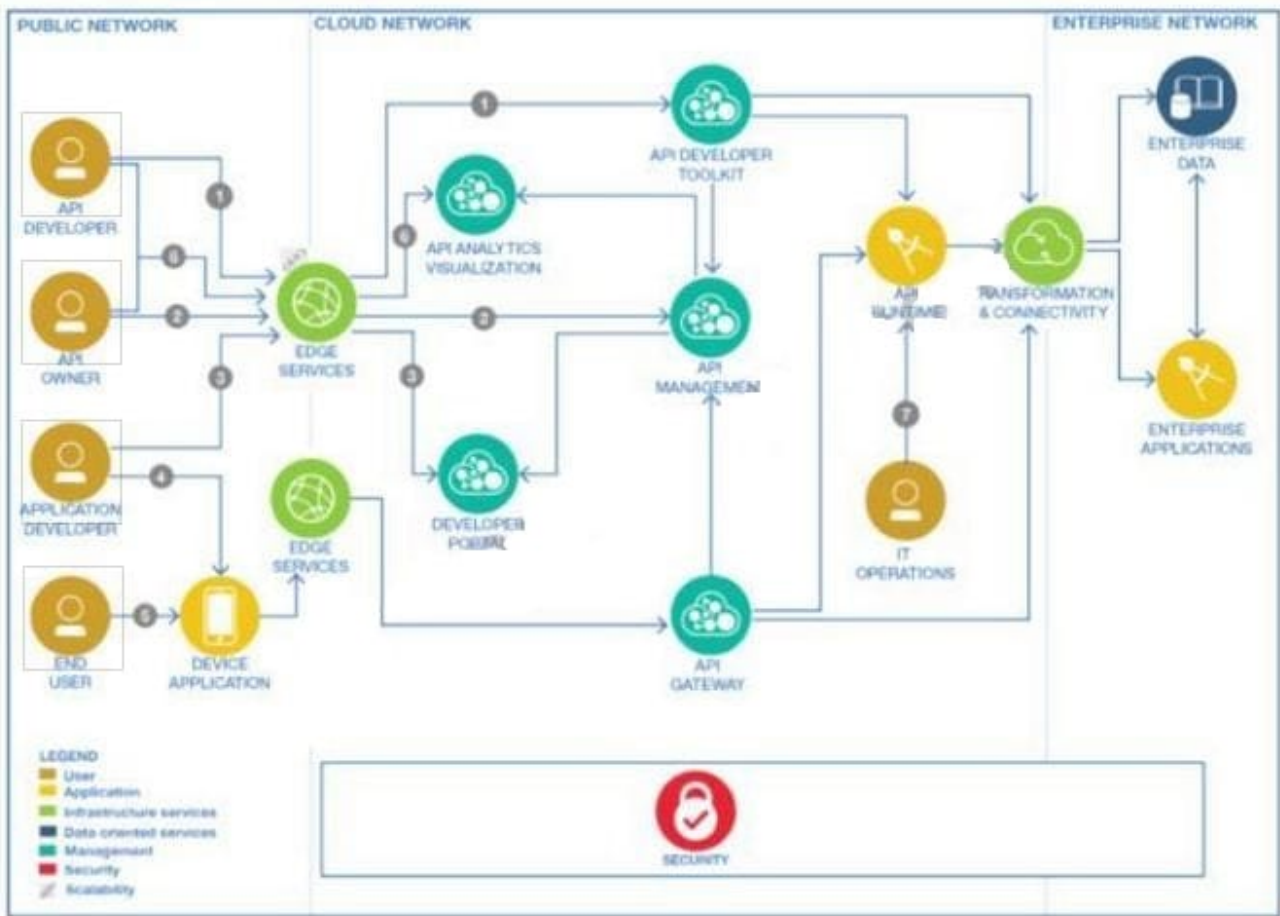 PUBLIC NETWORK
CLOUD NETWORK
ENTERPRISE NETWORK
1
API DEVELOPER
TOOLKIT
ENTERPRISE
DATA
API
DEVELOPER
1
6
API ANALYTICS
VISUALIZATION
6
API
OWNER
2
EDGE
SERVICES
2
API
MANAGEMEN
API
TRANSFORMATION
& CONNECTIVITY
3
3
7
ENTERPRISE
APPLICATIONS
APPLICATION
DEVELOPER
4
EDGE
SERVICES
DEVELOPER
IT
OPERATIONS
END
USER
5
DEVICE
APPLICATION
API
GATEWAY
LEGEND
User
Application
Infrastructure services
Data oriented services
Management
Security
Scalability
SECURITY